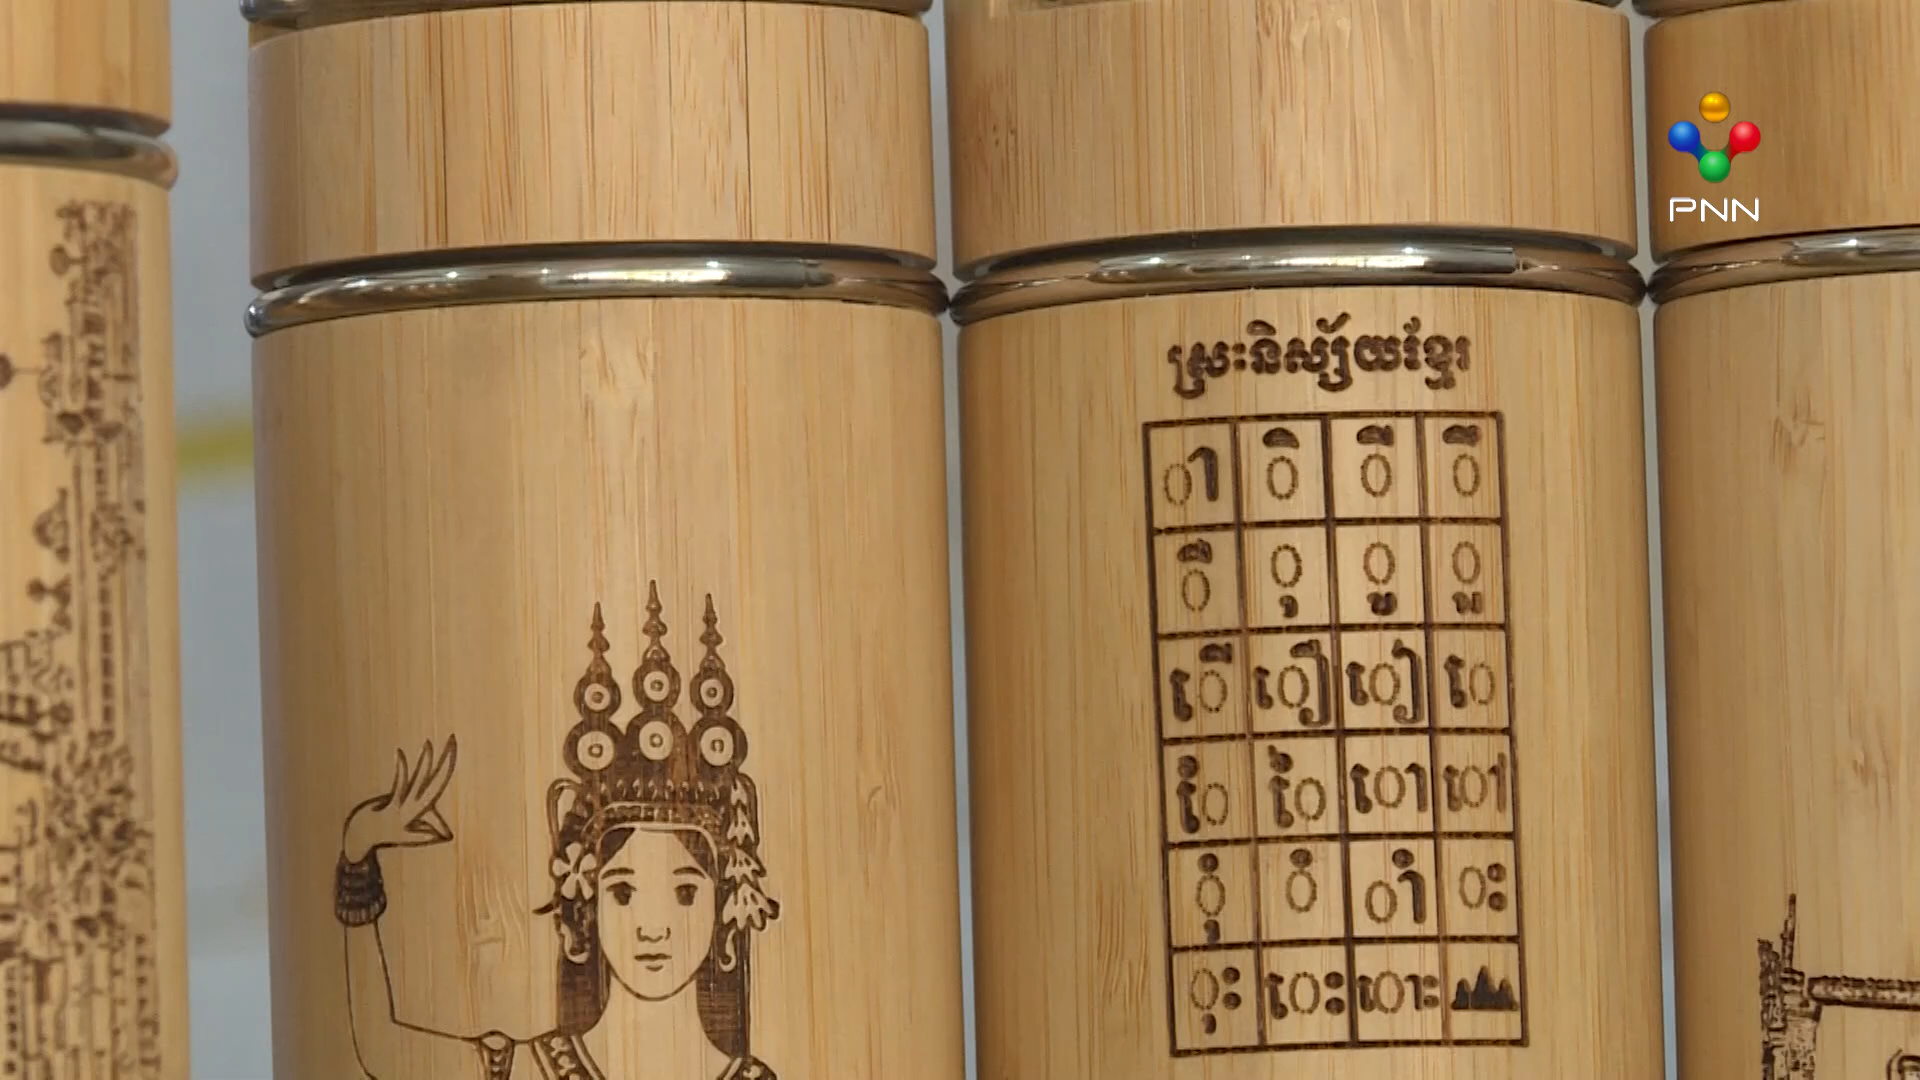 PNN
ស្រះនិស្ស័យខ្មែរ
ា ិ ី ឹ
ឺ ុ ូ ួ
ើ ឿ ៀ េ
ែ ៃ ោ ៅ
ុំ ំ ាំ ះ
ុះ េះ ោះ